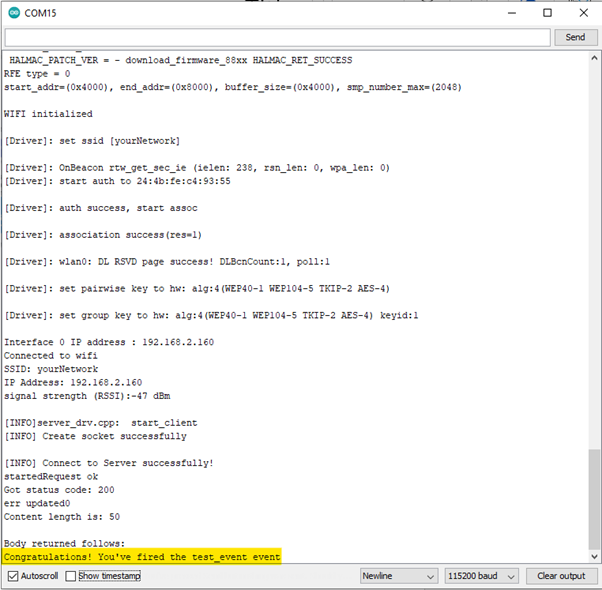 COM15
Send
HALMAC_PATCH_VER = - download_firmware_88xx HALMAC_RET_SUCCESS
RFE type = 0
start_addr=(0x4000), end_addr=(0x8000), buffer_size=(0x4000), smp_number_max=(2048)
WIFI initialized
[Driver]: set ssid [yourNetwork]
[Driver]: OnBeacon rtw_get_sec_ie (ielen: 238, rsn_len: 0, wpa_len: 0)
[Driver]: start auth to 24:4b:fe:c4:93:55
[Driver]: auth success, start assoc
[Driver]: association success(res=1)
[Driver]: wlan0: DL RSVD page success! DLBcnCount:1, poll:1
[Driver]: set pairwise key to hw: alg:4(WEP40-1 WEP104-5 TKIP-2 AES-4)
[Driver]: set group key to hw: alg:4(WEP40-1 WEP104-5 TKIP-2 AES-4) keyid:1
Interface 0 IP address : 192.168.2.160
Connected to wifi
SSID: yourNetwork
IP Address: 192.168.2.160
signal strength (RSSI):-47 dBm
[INFO]server_drv.cpp:  start_client
[INFO] Create socket successfully
[INFO] Connect to Server successfully!
startedRequest ok
Got status code: 200
err updated0
Content length is: 50
Body returned follows:
Congratulations! You've fired the test_event event
Autoscroll Show timestamp Newline 115200 baud Clear output